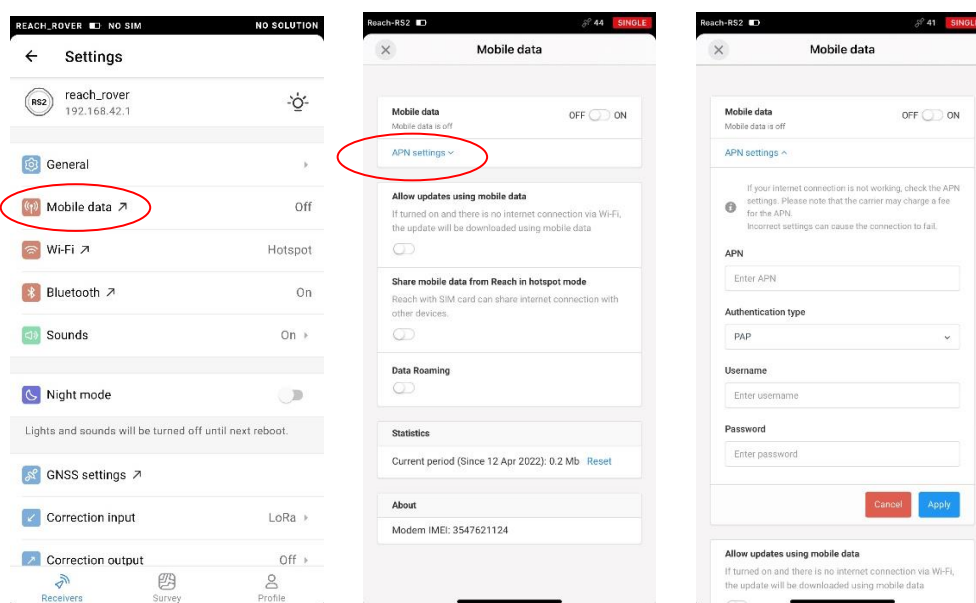 REACH_ROVER NO SIM NO SOLUTION
Settings
RS2
reach_rover
192.168.42.1
General
Mobile data Off
Wi-Fi Hotspot
Bluetooth On
Sounds On
Night mode
Lights and sounds will be turned off until next reboot.
GNSS settings
Correction input LoRa
Correction output Off
Receivers Survey Profile
Reach-RS2 44 SINGLE
Mobile data
Mobile data OFF ON
Mobile data is off
APN settings
Allow updates using mobile data
If turned on and there is no internet connection via Wi-Fi,
the update will be downloaded using mobile data
Share mobile data from Reach in hotspot mode
Reach with SIM card can share internet connection with
other devices.
Data Roaming
Statistics
Current period (Since 12 Apr 2022): 0.2 Mb Reset
About
Modem IMEI: 3547621124
Reach-RS2 41 SINGLE
Mobile data
Mobile data OFF ON
Mobile data is off
APN settings
If your internet connection is not working, check the APN
settings. Please note that the carrier may charge a fee
for the APN.
Incorrect settings can cause the connection to fail.
APN
Enter APN
Authentication type
PAP
Username
Enter username
Password
Enter password
Cancel Apply
Allow updates using mobile data
If turned on and there is no internet connection via Wi-Fi,
the update will be downloaded using mobile data